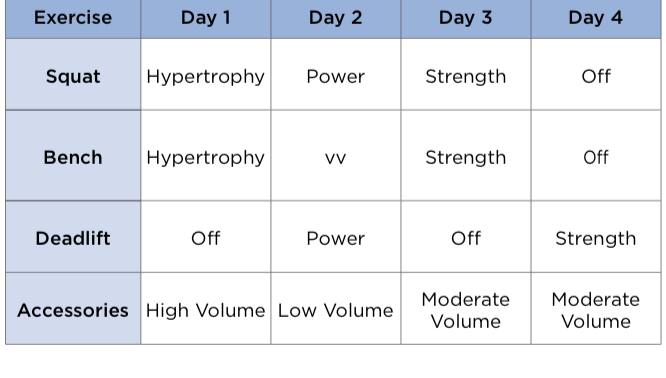 Exercise Day 1 Day 2 Day 3 Day 4
Squat Hypertrophy Power Strength Off
Bench Hypertrophy vv Strength Off
Deadlift Off Power Off Strength
Accessories High Volume Low Volume Moderate Volume Moderate Volume